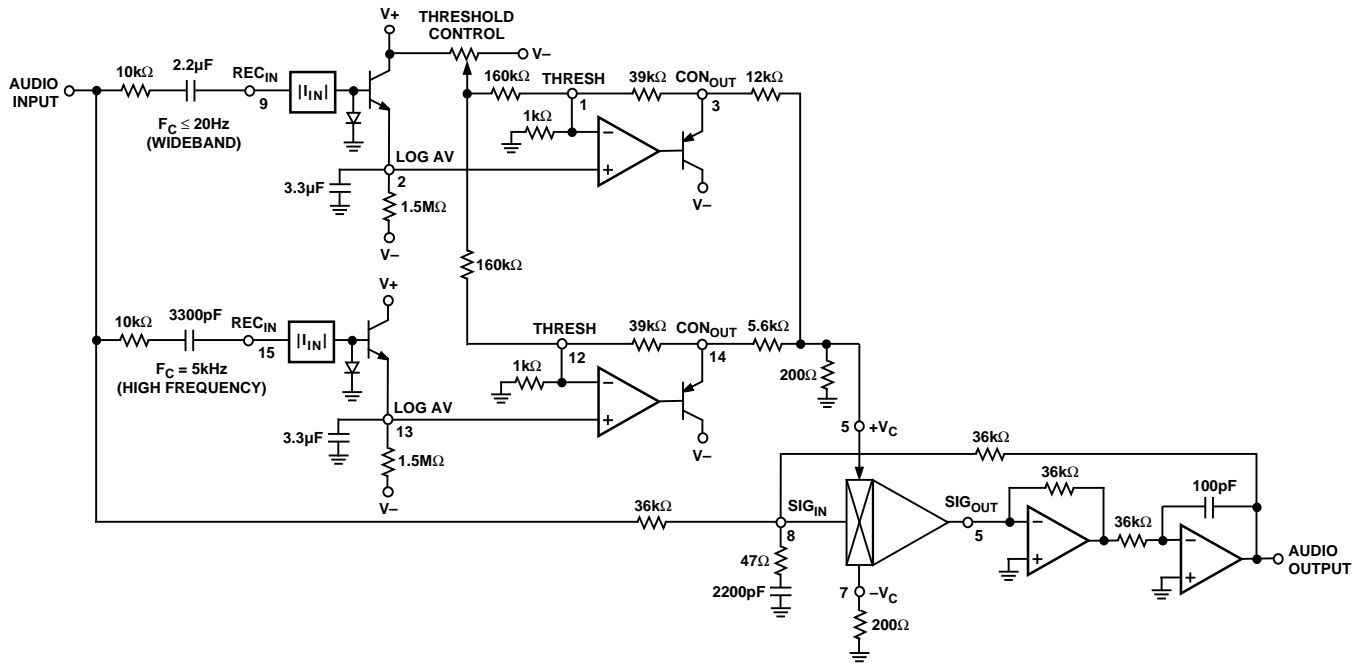 V+
THRESHOLD
CONTROL
V–
AUDIO
INPUT
10kΩ
2.2µF
REC_IN
9
|I_IN|
F_C ≤ 20Hz
(WIDEBAND)
160kΩ
THRESH
1
39kΩ
CON_OUT
3
12kΩ
1kΩ
–
+
V–
LOG AV
2
3.3µF
1.5MΩ
V–
160kΩ
V+
10kΩ
3300pF
REC_IN
15
|I_IN|
F_C = 5kHz
(HIGH FREQUENCY)
THRESH
12
39kΩ
CON_OUT
14
5.6kΩ
1kΩ
–
+
V–
200Ω
LOG AV
13
3.3µF
1.5MΩ
V–
5
+V_C
36kΩ
36kΩ
SIG_IN
8
SIG_OUT
5
36kΩ
–
+
36kΩ
100pF
–
+
AUDIO
OUTPUT
47Ω
2200pF
7
–V_C
200Ω